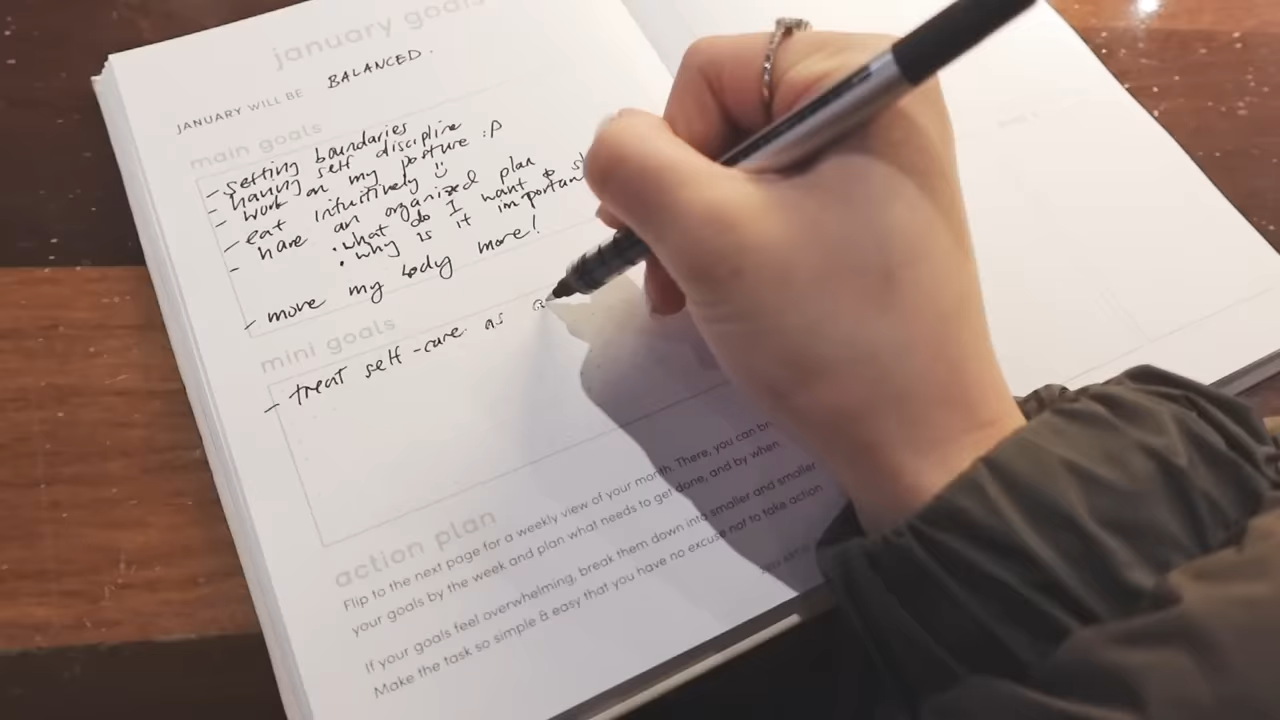 january goals
JANUARY WILL BE BALANCED.
main goals
- setting boundaries
- having self discipline
- work on my posture :P
- eat intuitively
- have an organized plan
• what do I want to
• why is it important
- move my body more!
mini goals
- treat self-care as a
action plan
Flip to the next page for a weekly view of your month. There, you can
your goals by the week and plan what needs to get done, and by when
If your goals feel overwhelming, break them down into smaller and smaller
Make the task so simple & easy that you have no excuse not to take action